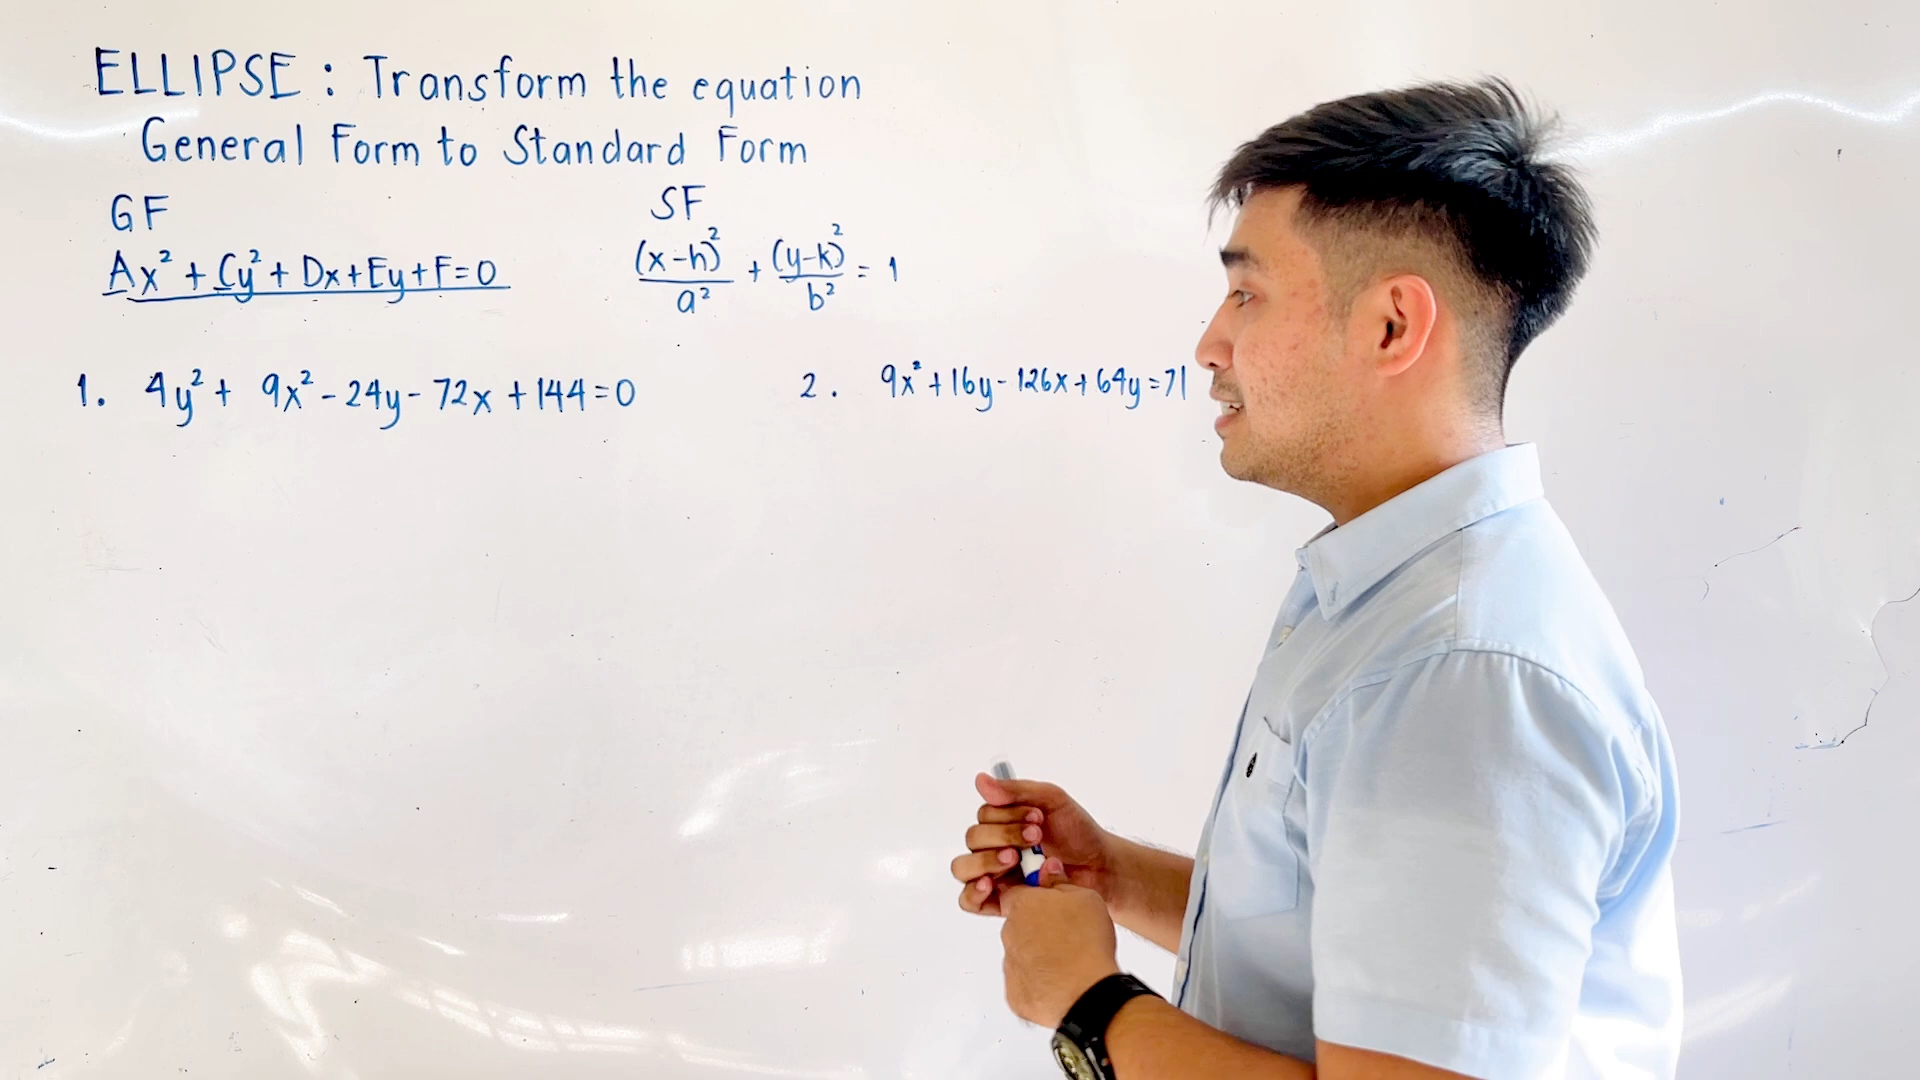 ELLIPSE : Transform the equation
General Form to Standard Form
GF
SF
Ax² + Cy² + Dx + Ey + F = 0
(x-h)²/a² + (y-k)²/b² = 1
1. 4y² + 9x² - 24y - 72x + 144 = 0
2. 9x² + 16y - 126x + 64y = 71